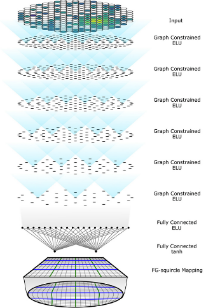 Input
Graph Constrained
ELU
Graph Constrained
ELU
Graph Constrained
ELU
Graph Constrained
ELU
Graph Constrained
ELU
Graph Constrained
ELU
Fully Connected
ELU
Fully Connected
tanh
FG-squircle Mapping